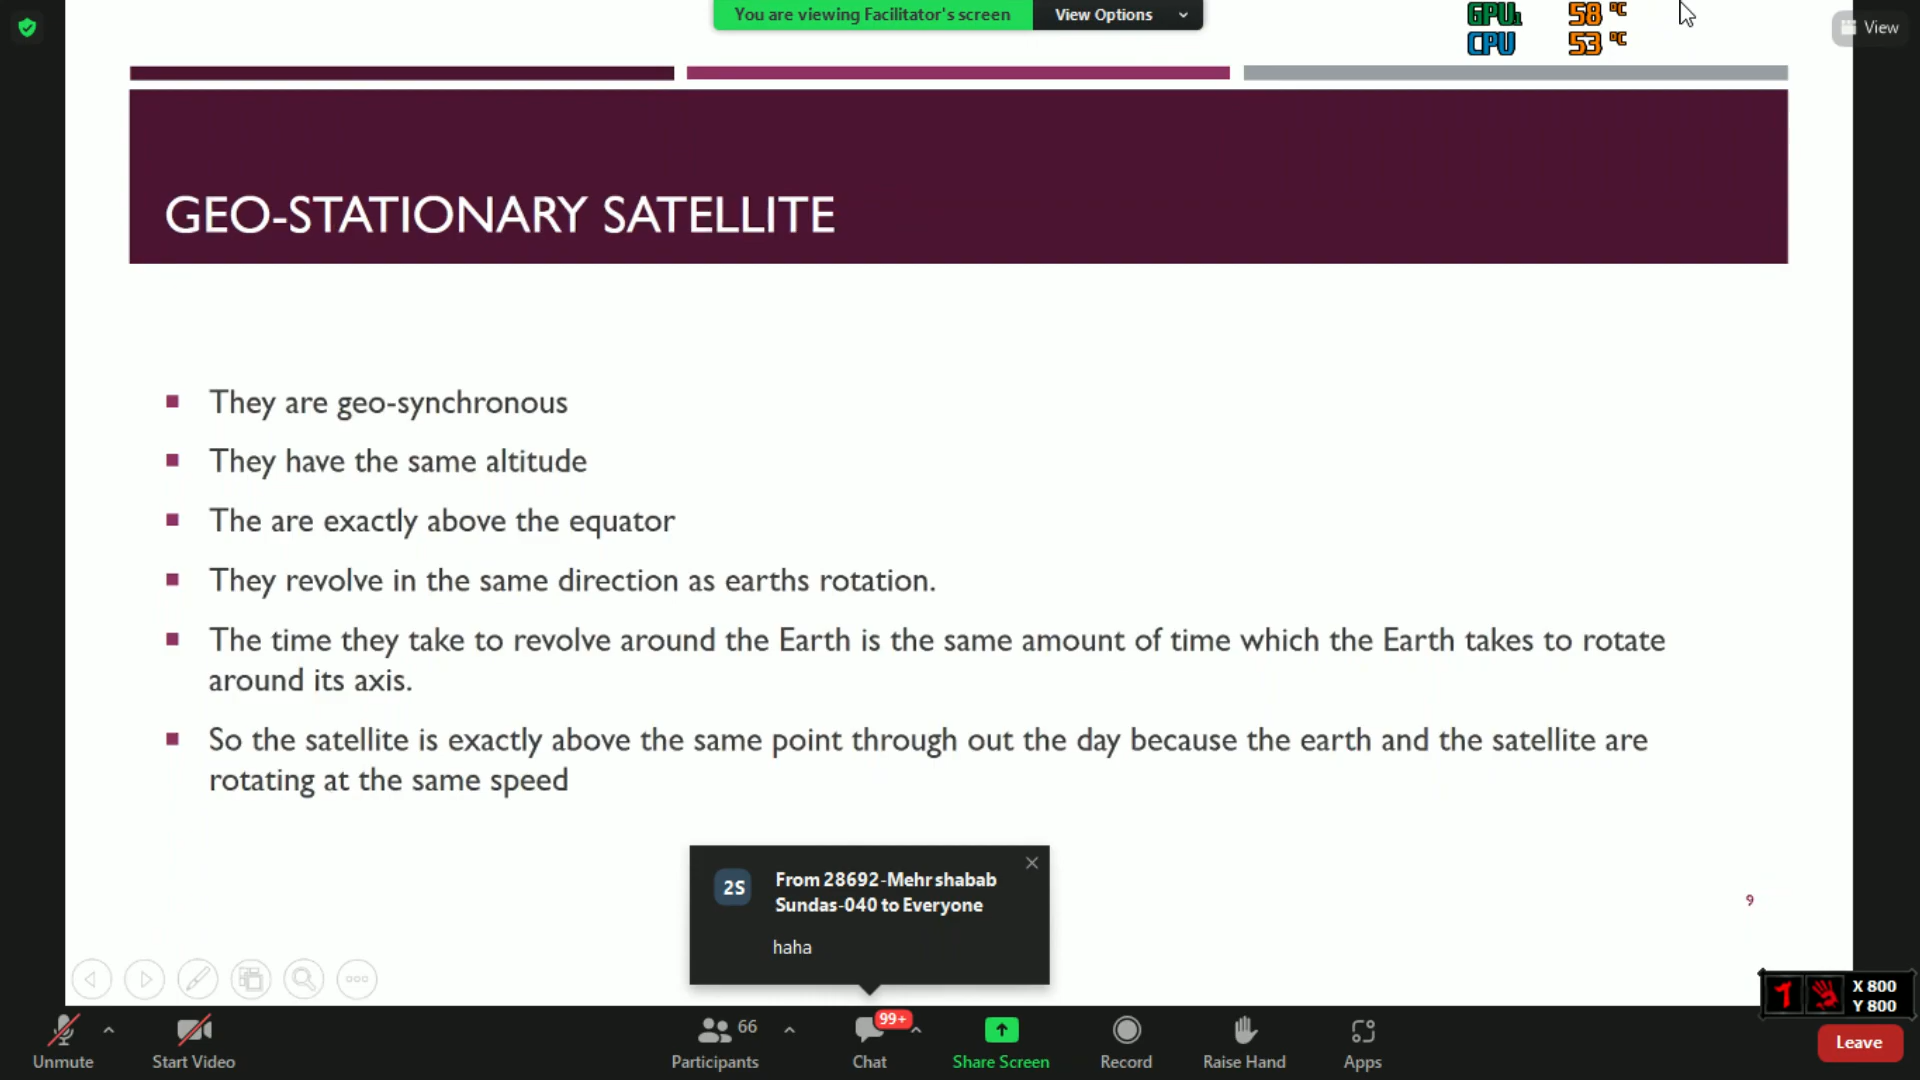 You are viewing Facilitator's screen
View Options
GPU1 58 °C
CPU 53 °C
View
GEO-STATIONARY SATELLITE
They are geo-synchronous
They have the same altitude
The are exactly above the equator
They revolve in the same direction as earths rotation.
The time they take to revolve around the Earth is the same amount of time which the Earth takes to rotate
around its axis.
So the satellite is exactly above the same point through out the day because the earth and the satellite are
rotating at the same speed
2S
From 28692-Mehrshabab
Sundas-040 to Everyone
haha
9
X 800
Y 800
66
99+
Unmute
Start Video
Participants
Chat
Share Screen
Record
Raise Hand
Apps
Leave